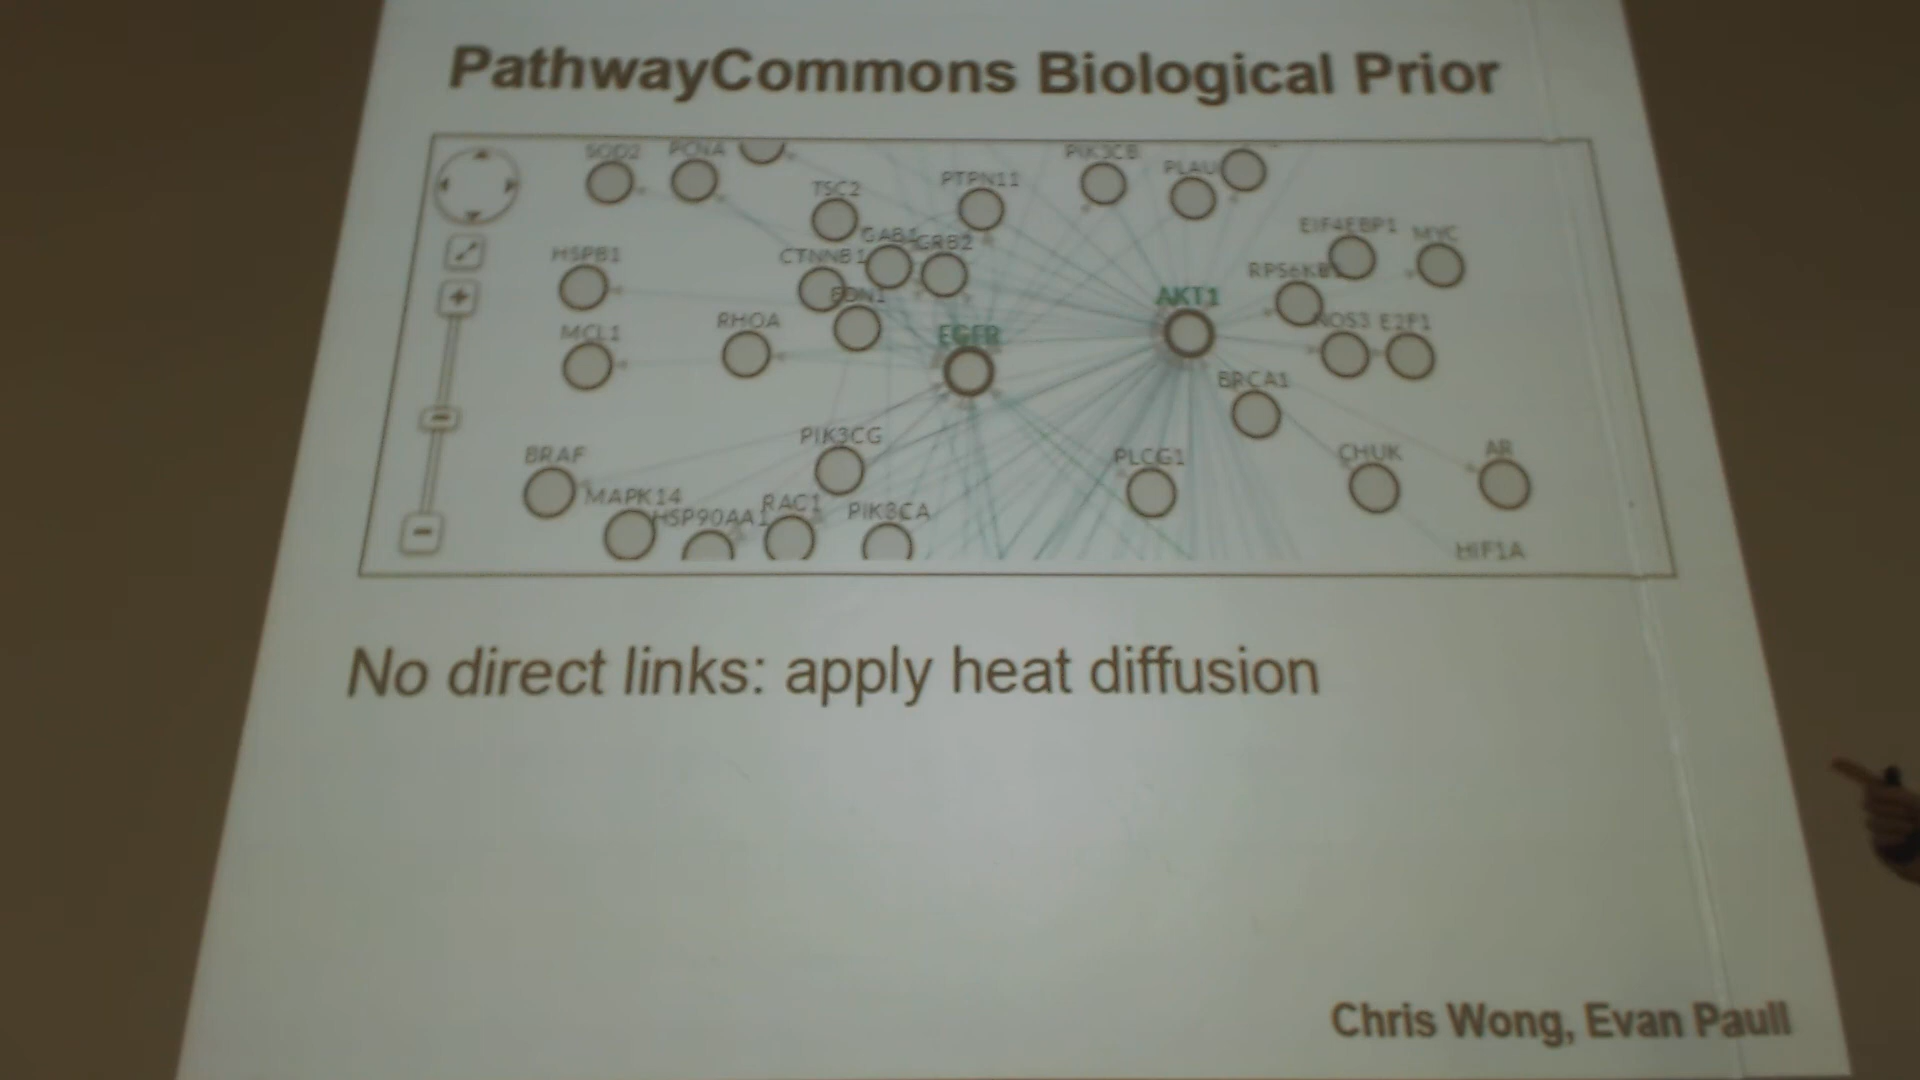 PathwayCommons Biological Prior
SOD2 PCNA PIK3CB PLAU
TSC2 PTPN11
EIF4EBP1 MYC
GAB1 GRB2
HSPB1 CTNNB1 RPS6KB1
EDN1 AKT1
MCL1 RHOA EGFR NOS3 E2F1
BRCA1
BRAF PIK3CG PLCG1 CHUK AR
MAPK14 HSP90AA1 RAC1 PIK3CA
HIF1A
No direct links: apply heat diffusion
Chris Wong, Evan Paull